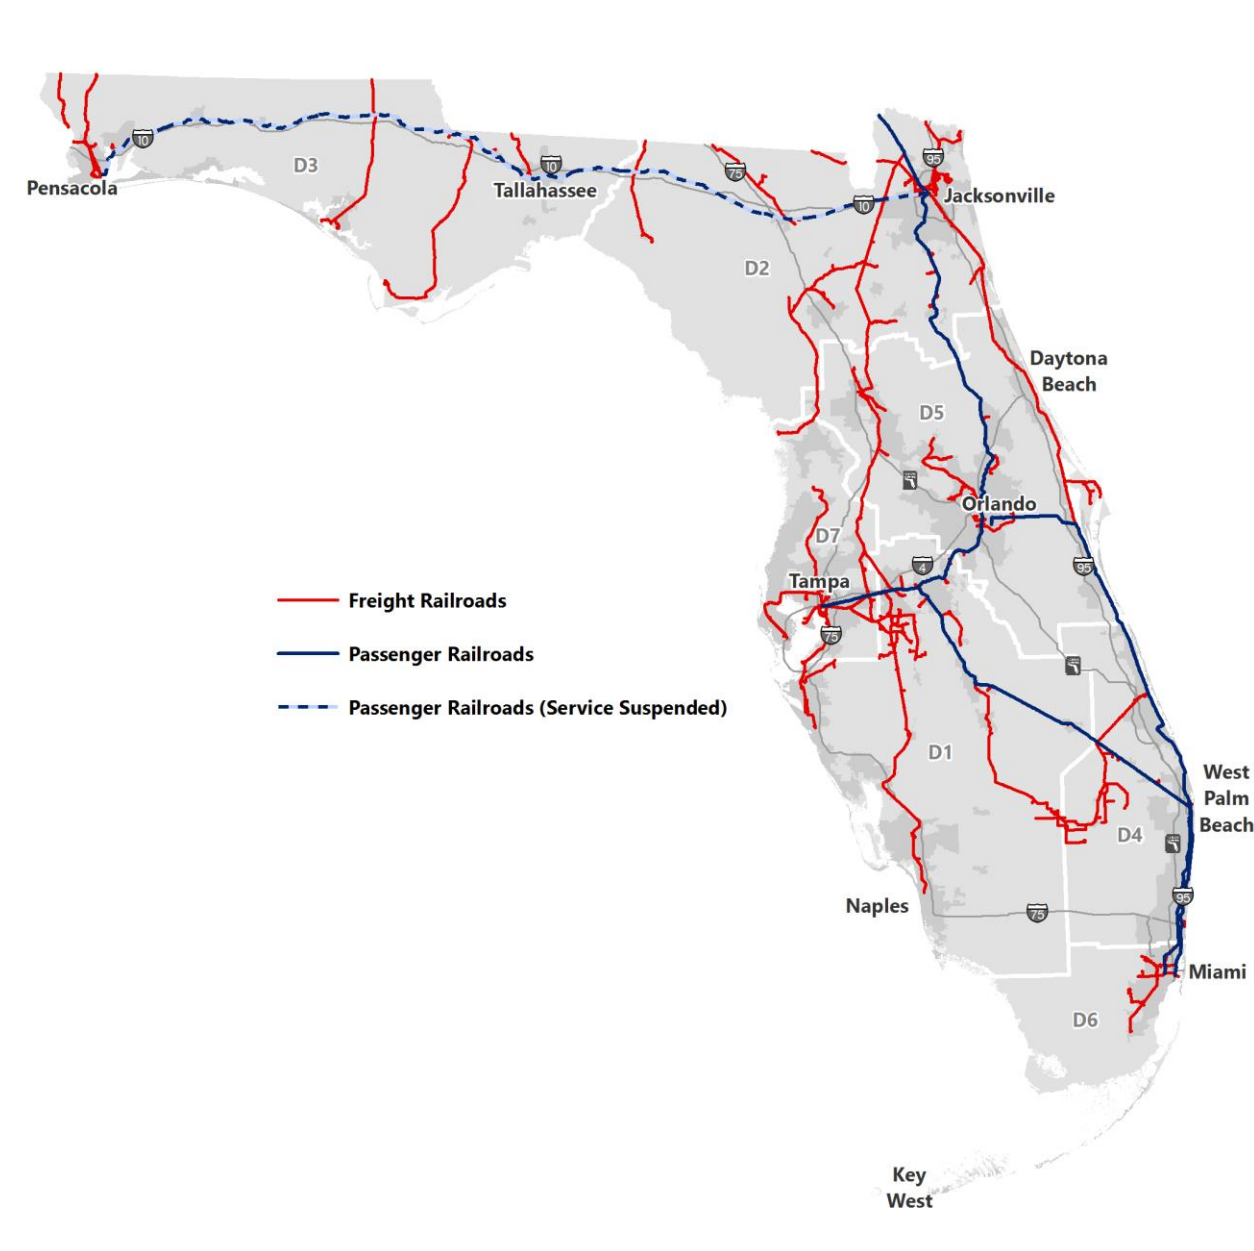 10
D3
Pensacola
10
Tallahassee
75
95
10
Jacksonville
D2
Daytona
Beach
D5
Orlando
D7
4
95
Tampa
75
Freight Railroads
Passenger Railroads
Passenger Railroads (Service Suspended)
D1
West
Palm
Beach
D4
Naples
75
95
Miami
D6
Key
West